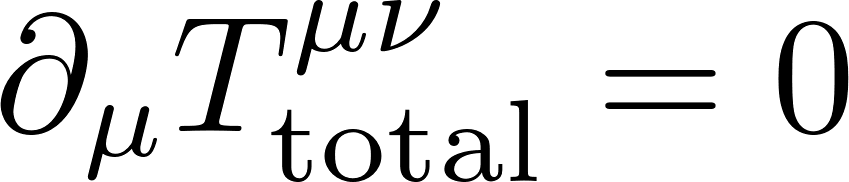 ∂_μ T^{μν}_{total} = 0